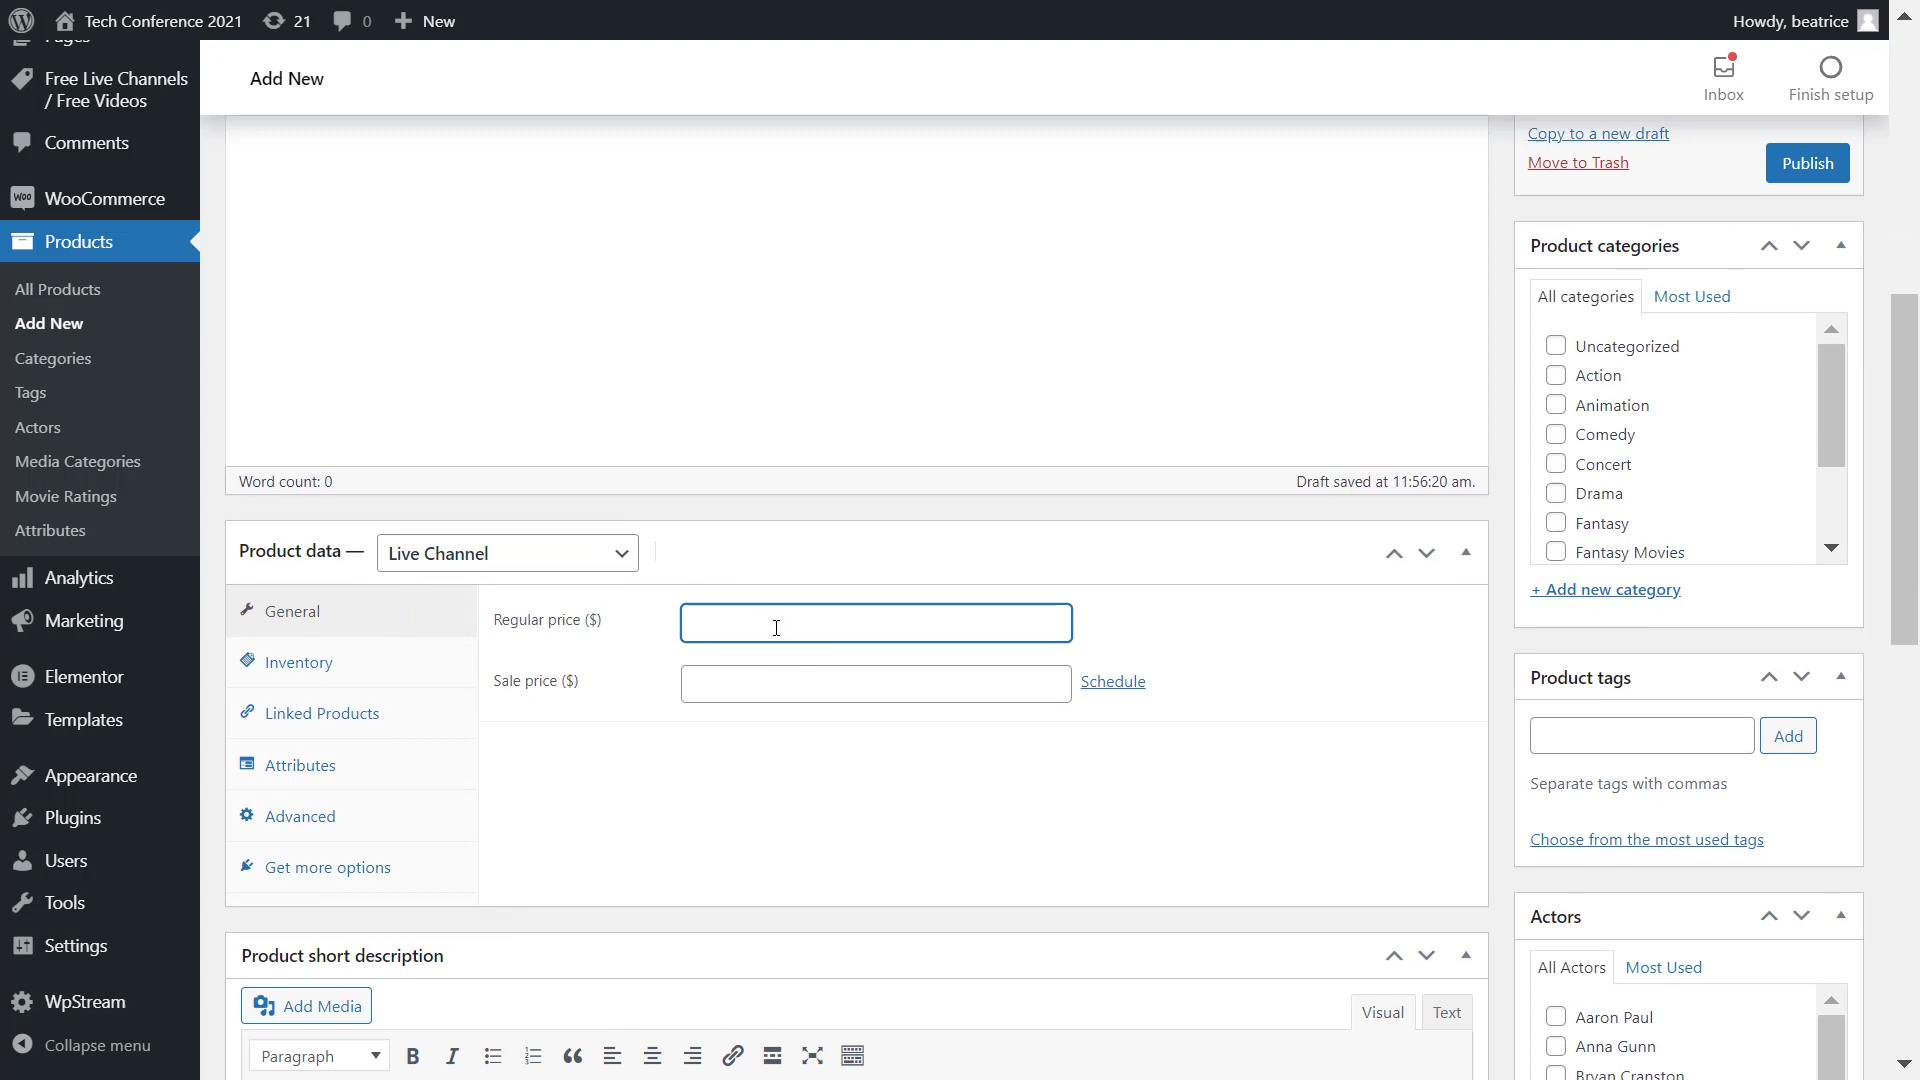 Tech Conference 2021
21
0
New
Howdy, beatrice
Pages
Free Live Channels
/ Free Videos
Comments
Woo
WooCommerce
Products
All Products
Add New
Categories
Tags
Actors
Media Categories
Movie Ratings
Attributes
Analytics
Marketing
Elementor
Templates
Appearance
Plugins
Users
Tools
Settings
WpStream
Collapse menu
Add New
Inbox
Finish setup
Word count: 0
Draft saved at 11:56:20 am.
Product data —
Live Channel
General
Inventory
Linked Products
Attributes
Advanced
Get more options
Regular price ($)
Sale price ($)
Schedule
Product short description
Add Media
Visual
Text
Paragraph
B
I
Copy to a new draft
Move to Trash
Publish
Product categories
All categories
Most Used
Uncategorized
Action
Animation
Comedy
Concert
Drama
Fantasy
Fantasy Movies
+ Add new category
Product tags
Add
Separate tags with commas
Choose from the most used tags
Actors
All Actors
Most Used
Aaron Paul
Anna Gunn
Bryan Cranston